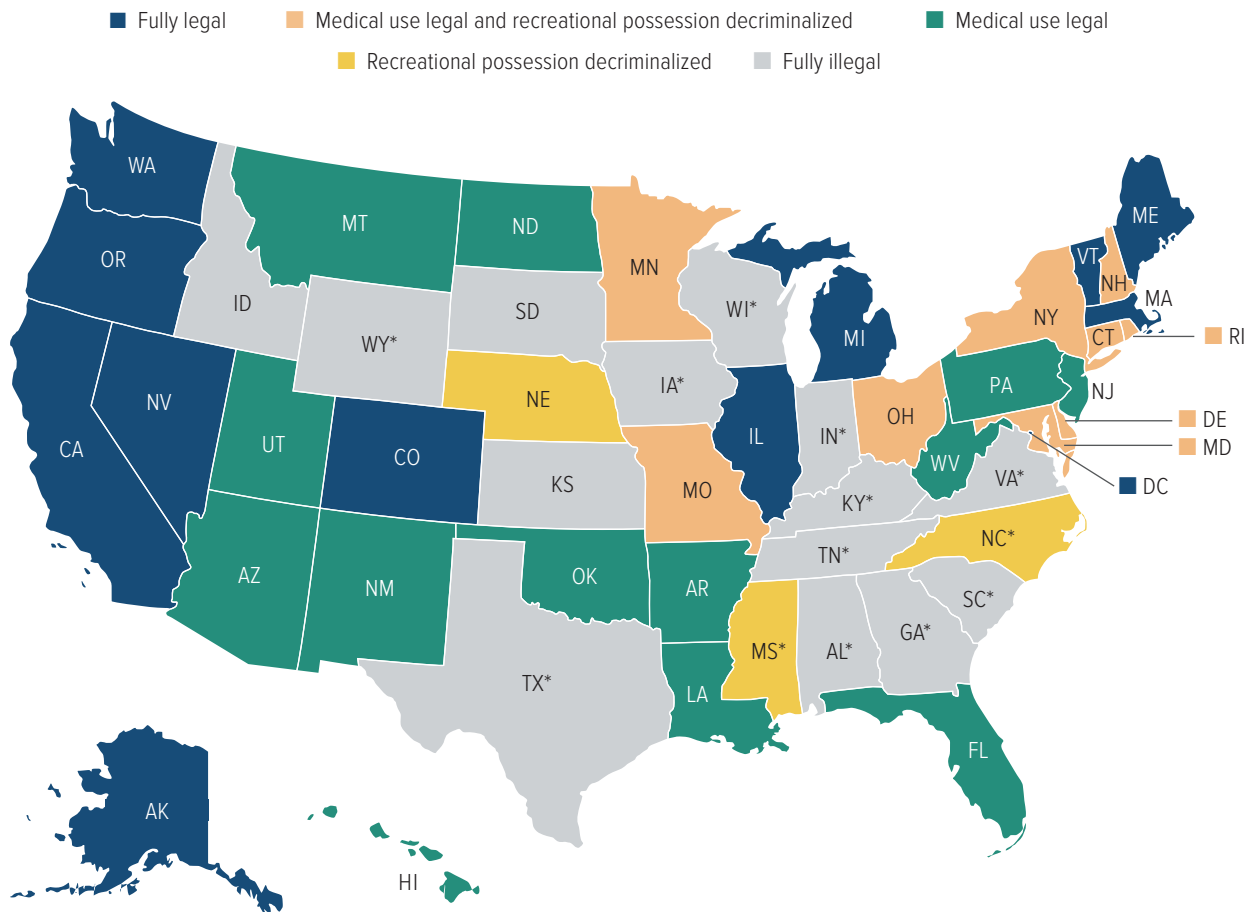 Fully legal
Medical use legal and recreational possession decriminalized
Medical use legal
Recreational possession decriminalized
Fully illegal
WA
ME
MT
ND
VT
OR
MN
NH
MA
ID
SD
WI*
NY
WY*
MI
CT
RI
IA*
PA
NE
NJ
NV
OH
DE
IL
IN*
UT
MD
CA
CO
WV
KS
MO
VA*
DC
KY*
NC*
TN*
AZ
OK
NM
AR
SC*
GA*
MS*
AL*
TX*
LA
FL
AK
HI